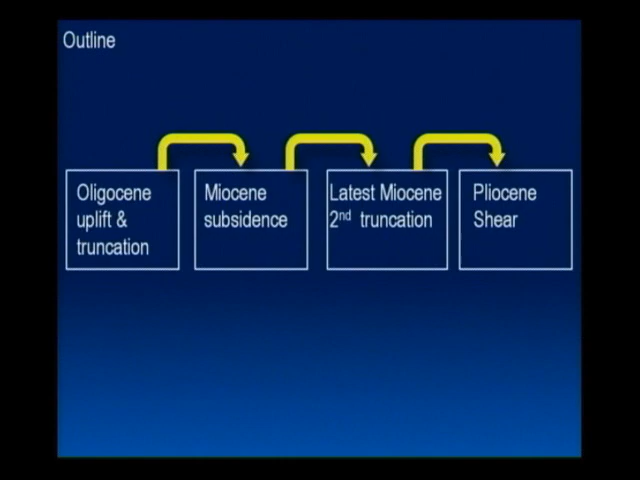 Outline
Oligocene
uplift &
truncation
Miocene
subsidence
Latest Miocene
2nd truncation
Pliocene
Shear